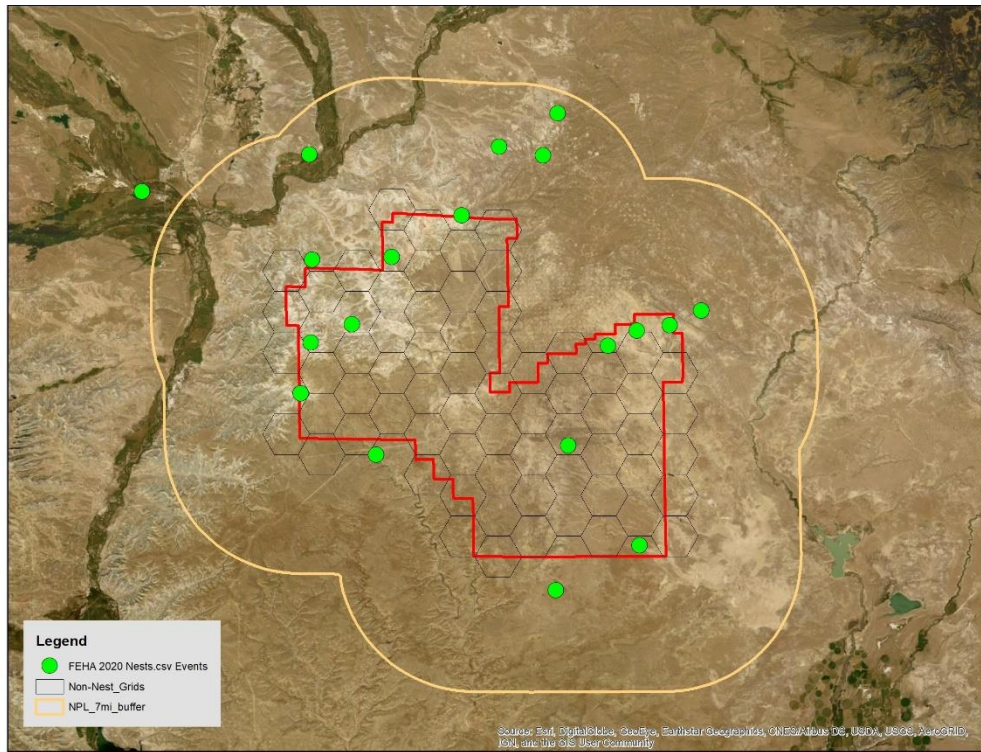 Legend
FEHA 2020 Nests.csv Events
Non-Nest_Grids
NPL_7mi_buffer
Source: Esri, DigitalGlobe, GeoEye, Earthstar Geographics, CNES/Airbus DS, USDA, USGS, AeroGRID,
IGN, and the GIS User Community